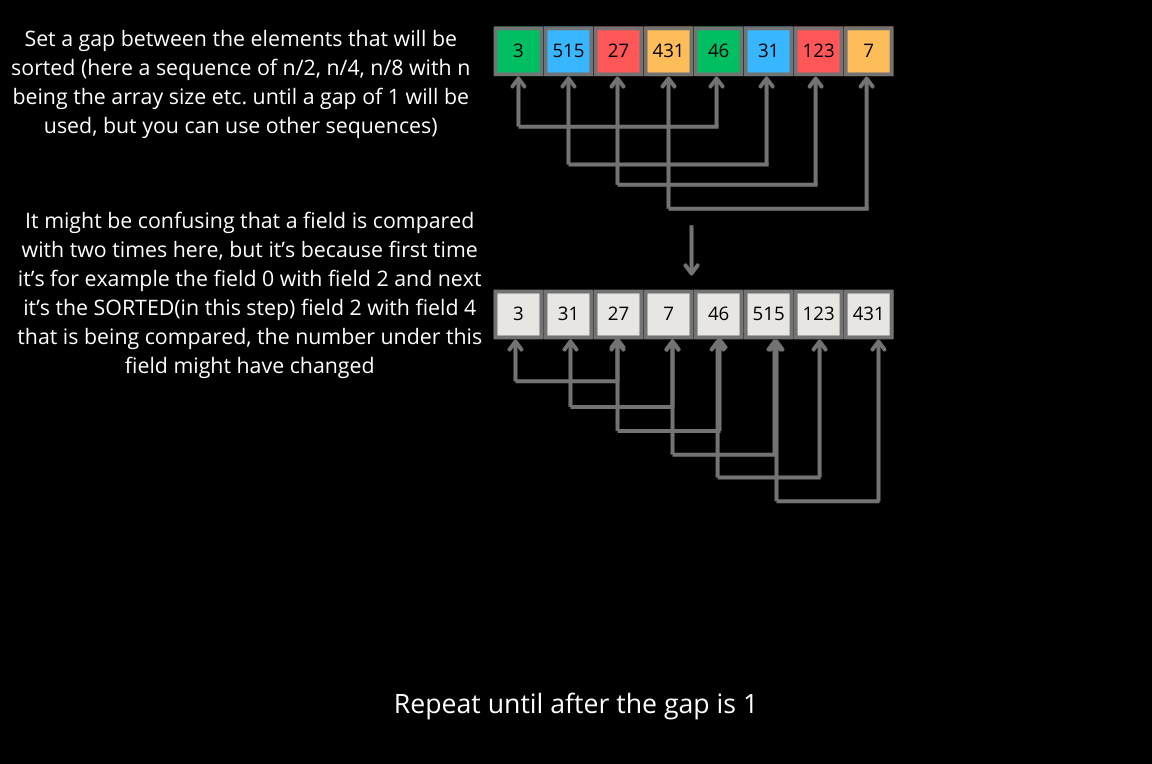 Set a gap between the elements that will be
sorted (here a sequence of n/2, n/4, n/8 with n
being the array size etc. until a gap of 1 will be
used, but you can use other sequences)
3 515 27 431 46 31 123 7
It might be confusing that a field is compared
with two times here, but it’s because first time
it’s for example the field 0 with field 2 and next
it’s the SORTED(in this step) field 2 with field 4
that is being compared, the number under this
field might have changed
3 31 27 7 46 515 123 431
Repeat until after the gap is 1